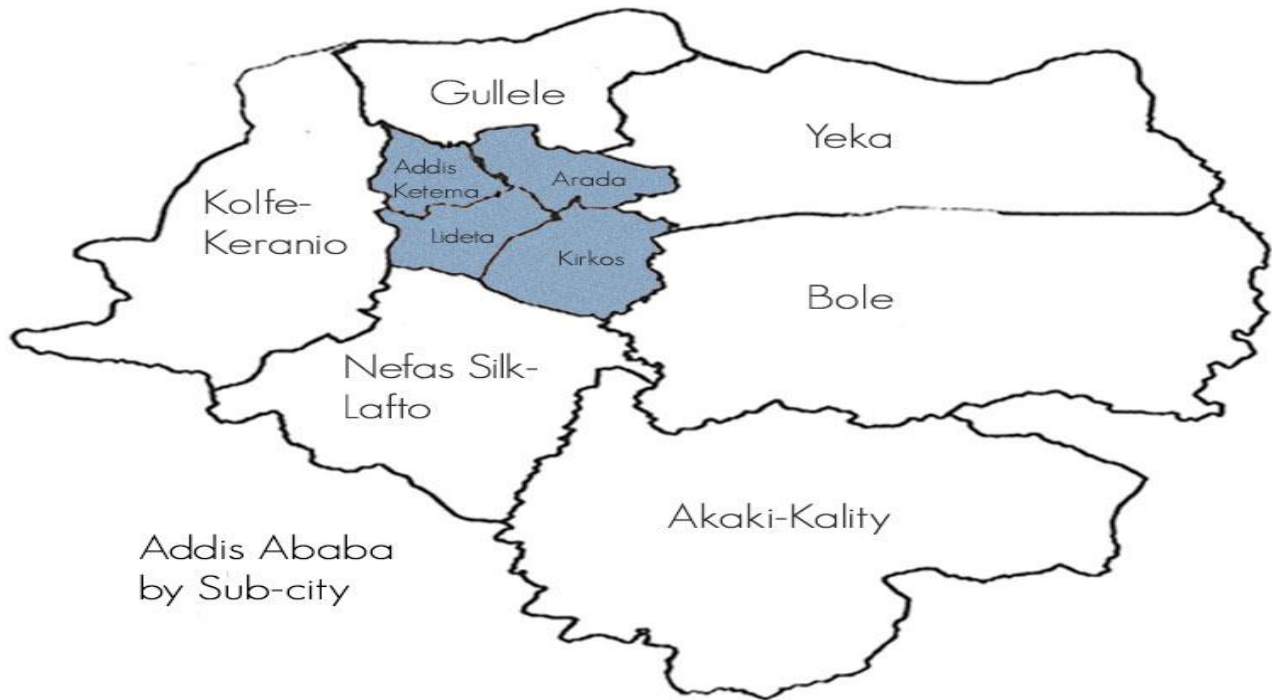 Gullele
Yeka
Addis
Ketema
Arada
Kolfe-
Keranio
Lideta
Kirkos
Bole
Nefas Silk-
Lafto
Akaki-Kality
Addis Ababa
by Sub-city